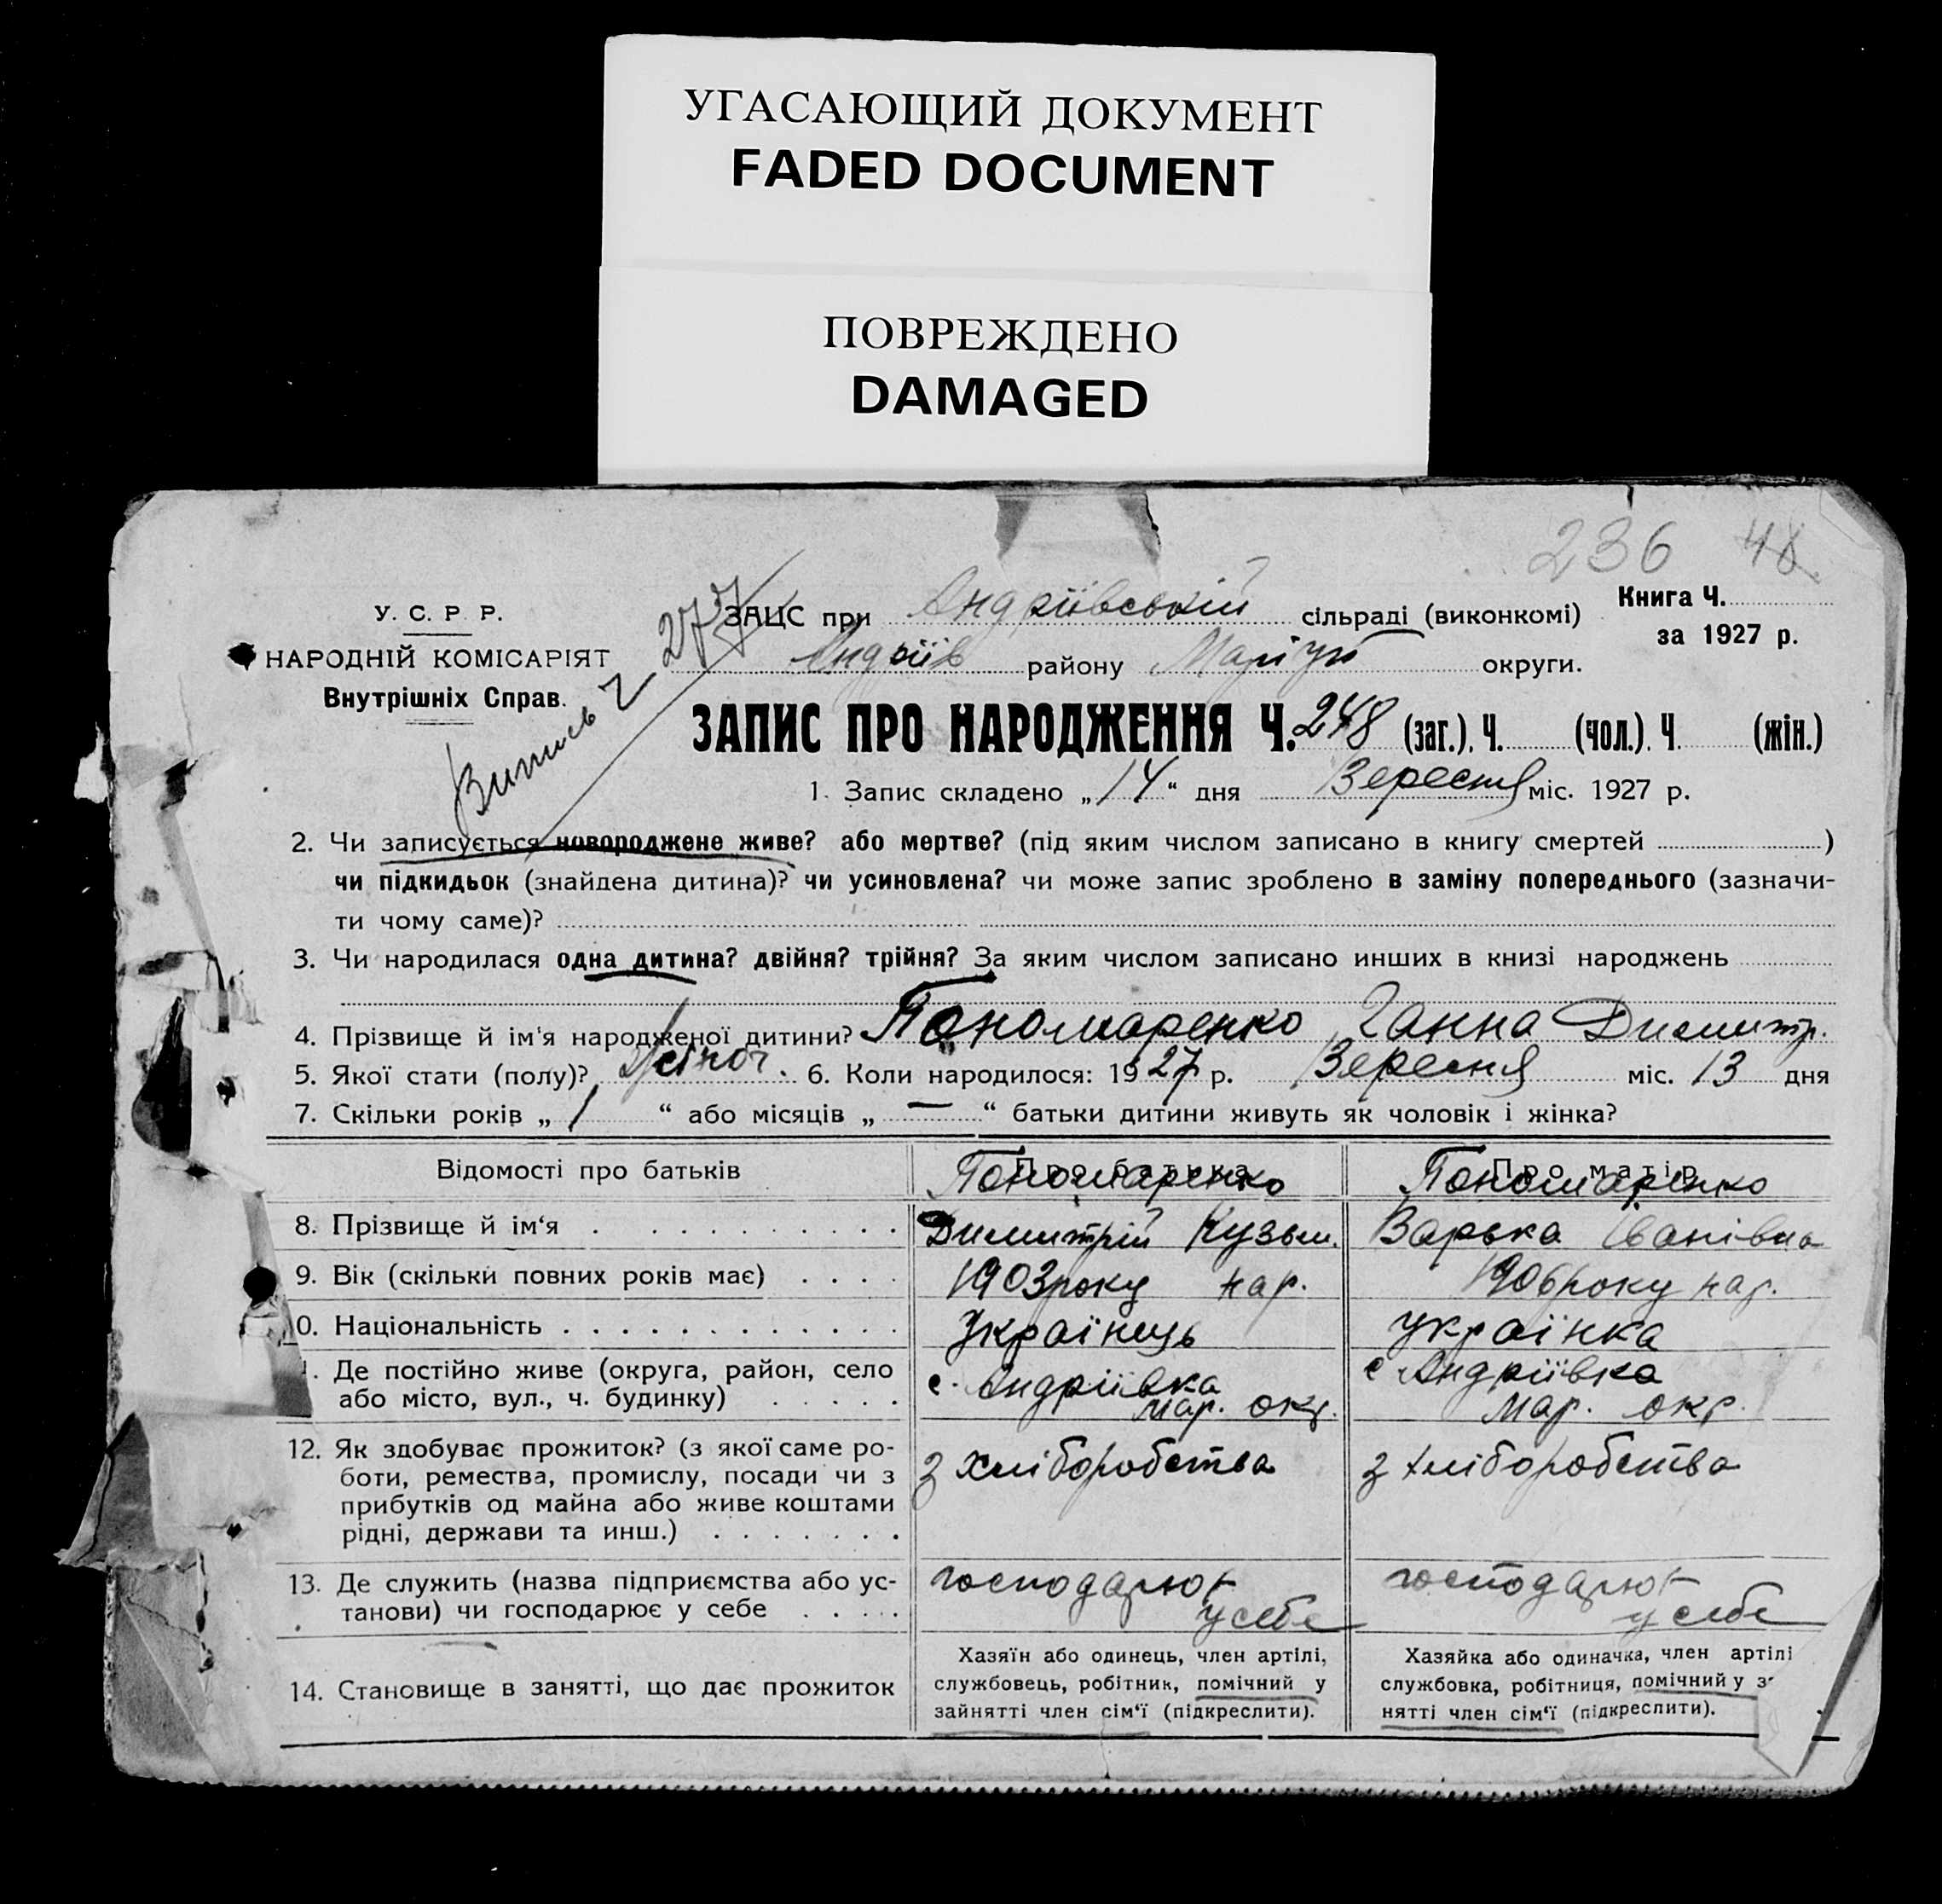 УГАСАЮЩИЙ ДОКУМЕНТ
FADED DOCUMENT
ПОВРЕЖДЕНО
DAMAGED
236 48
У. С. Р. Р.
НАРОДНІЙ КОМІСАРІЯТ
Внутрішніх Справ.
Випись Ч 277
ЗАЦС при Андріївській сільраді (виконкомі)
Книга Ч.
за 1927 р.
Андріїв району Маріуп округи.
ЗАПИС ПРО НАРОДЖЕННЯ Ч. 248 (заг.). Ч. (чол.). Ч. (жін.)
1. Запис складено „14“ дня Вересня міс. 1927 р.
2. Чи записується новороджене живе? або мертве? (під яким числом записано в книгу смертей )
чи підкидьок (знайдена дитина)? чи усиновлена? чи може запис зроблено в заміну попереднього (зазначи-
ти чому саме)?
3. Чи народилася одна дитина? двійня? трійня? За яким числом записано инших в книзі народжень
4. Прізвище й ім'я народженої дитини? Пономаренко Ганна Димитр.
5. Якої стати (полу)? жіноч. 6. Коли народилося: 1927 р. Вересня міс. 13 дня
7. Скільки років „1 “ або місяців „—“ батьки дитини живуть як чоловік і жінка?
Відомості про батьків Про батька Про матір
Пономаренко Пономаренко
8. Прізвище й ім‘я . . . . . . . . . Димитрій Кузьм. Варька Іванівна
9. Вік (скільки повних років має) . . . . 1903 року нар. 1906 року нар.
0. Національність . . . . . . . . . . . . Українець українка
. Де постійно живе (округа, район, село с. Андріївка с Андріївка
або місто, вул., ч. будинку) . . . . . Мар. окр. Мар. окр.
12. Як здобуває прожиток? (з якої саме ро- з хліборобства з хліборобства
боти, ремества, промислу, посади чи з
прибутків од майна або живе коштами
рідні, держави та инш.) . . . . . . .
13. Де служить (назва підприємства або ус- господарют господарют
танови) чи господарює у себе . . . . . у себе у себе
14. Становище в занятті, що дає прожиток
Хазяїн або одинець, член артілі,
службовець, робітник, помічний у
зайнятті член сім‘ї (підкреслити).
Хазяйка або одиначка, член артілі
службовка, робітниця, помічний у з
нятті член сім‘ї (підкреслити).